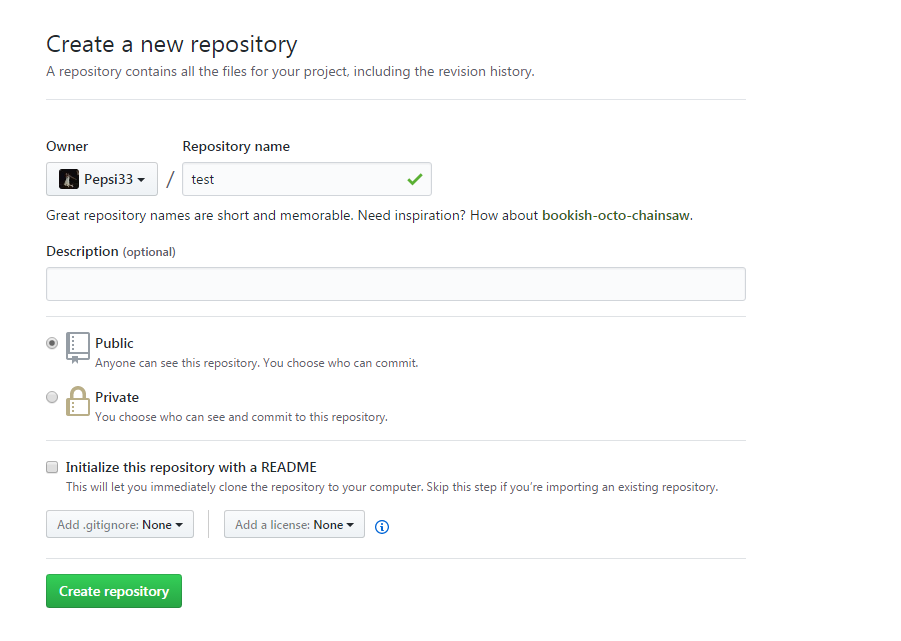 Create a new repository
A repository contains all the files for your project, including the revision history.
Owner Repository name
Pepsi33 / test
Great repository names are short and memorable. Need inspiration? How about bookish-octo-chainsaw.
Description (optional)
Public
Anyone can see this repository. You choose who can commit.
Private
You choose who can see and commit to this repository.
Initialize this repository with a README
This will let you immediately clone the repository to your computer. Skip this step if you’re importing an existing repository.
Add .gitignore: None Add a license: None
Create repository